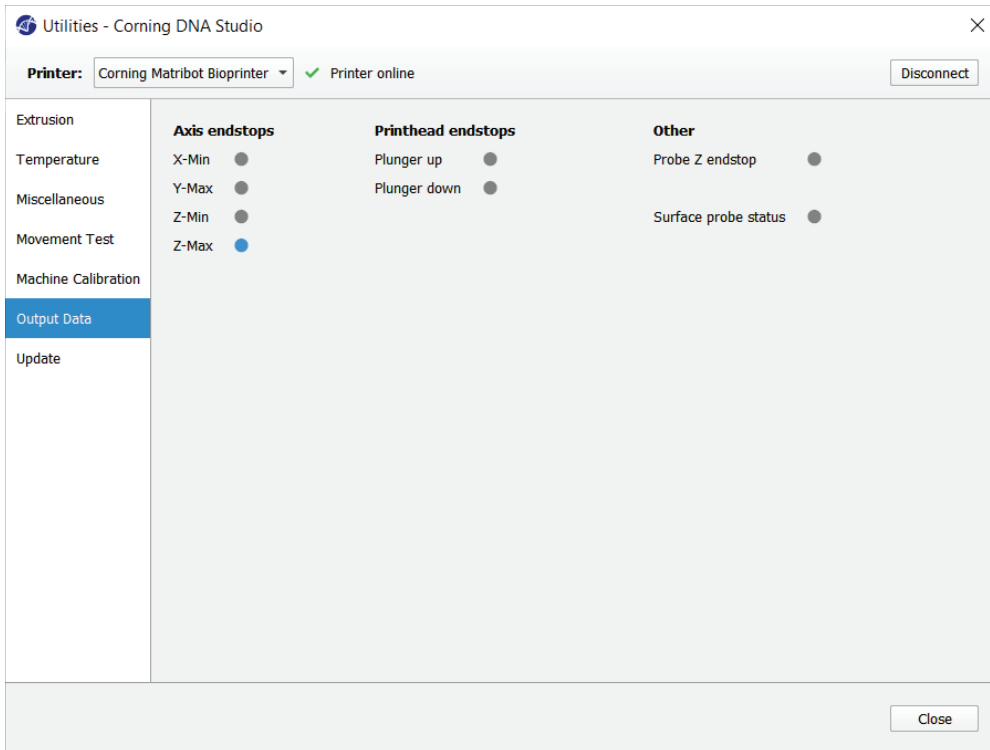 Utilities - Corning DNA Studio
Printer: Corning Matribot Bioprinter Printer online Disconnect
Extrusion
Temperature
Miscellaneous
Movement Test
Machine Calibration
Output Data
Update
Axis endstops
X-Min
Y-Max
Z-Min
Z-Max
Printhead endstops
Plunger up
Plunger down
Other
Probe Z endstop
Surface probe status
Close